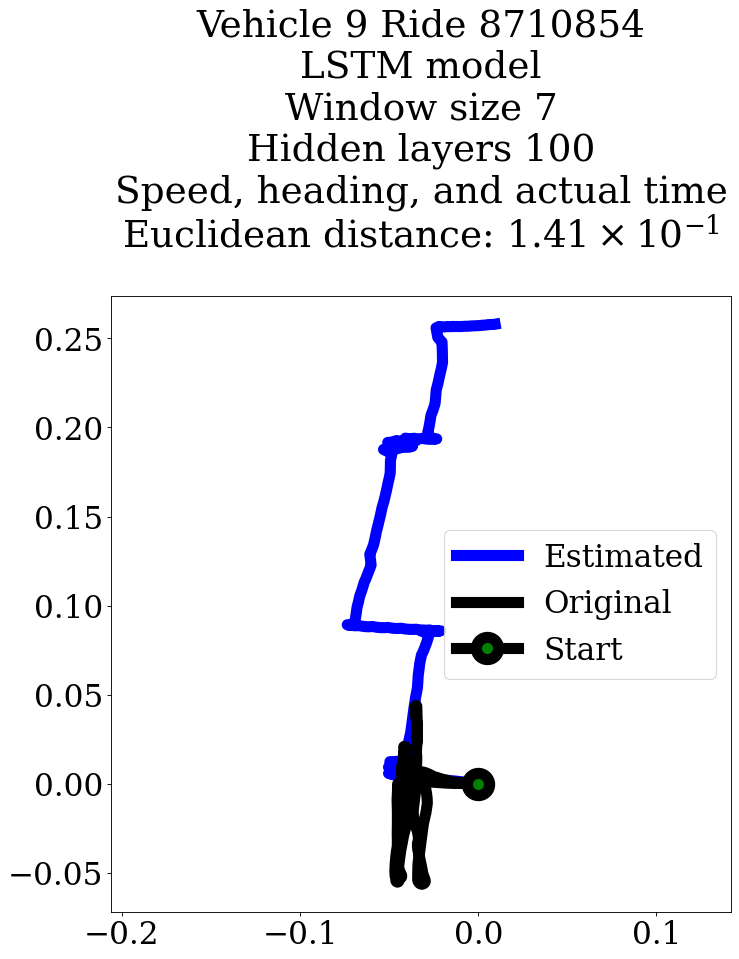 Vehicle 9 Ride 8710854
LSTM model
Window size 7
Hidden layers 100
Speed, heading, and actual time
Euclidean distance: 1.41 × 10⁻¹
0.25
0.20
0.15
0.10
0.05
0.00
−0.05
Estimated
Original
Start
−0.2
−0.1
0.0
0.1